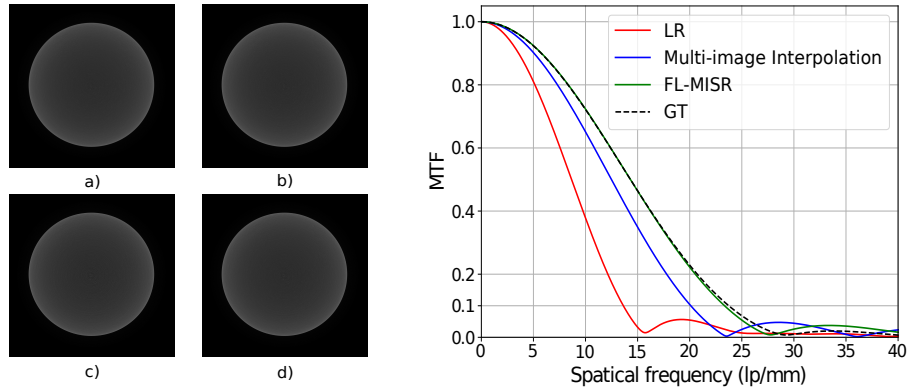 a)
b)
c)
d)
MTF
1.0
0.8
0.6
0.4
0.2
0.1
0.0
0 5 10 15 20 25 30 35 40
Spatical frequency (lp/mm)
LR
Multi-image Interpolation
FL-MISR
GT